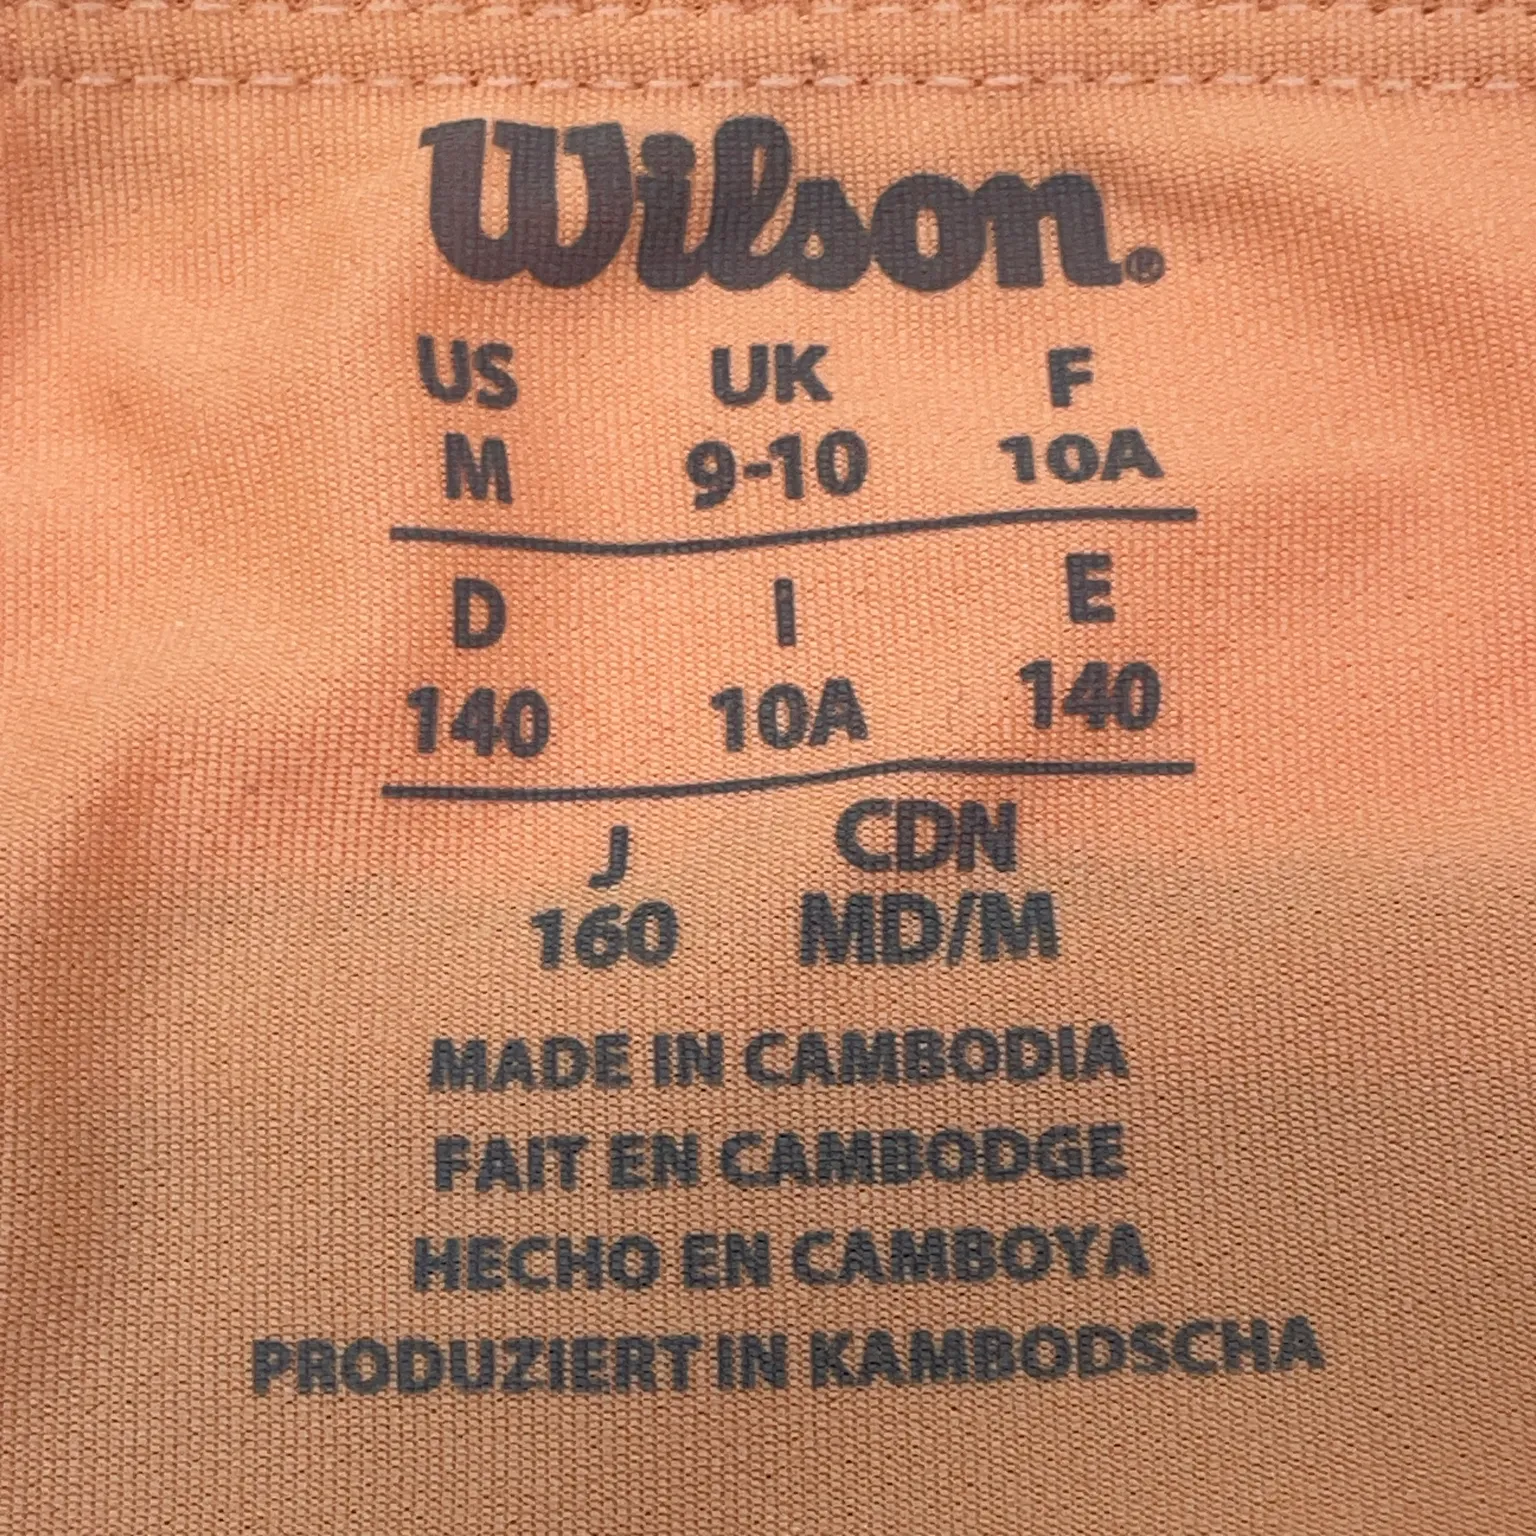 Wilson®
US UK F
M 9-10 10A
D I E
140 10A 140
J CDN
160 MD/M
MADE IN CAMBODIA
FAIT EN CAMBODGE
HECHO EN CAMBOYA
PRODUZIERT IN KAMBODSCHA